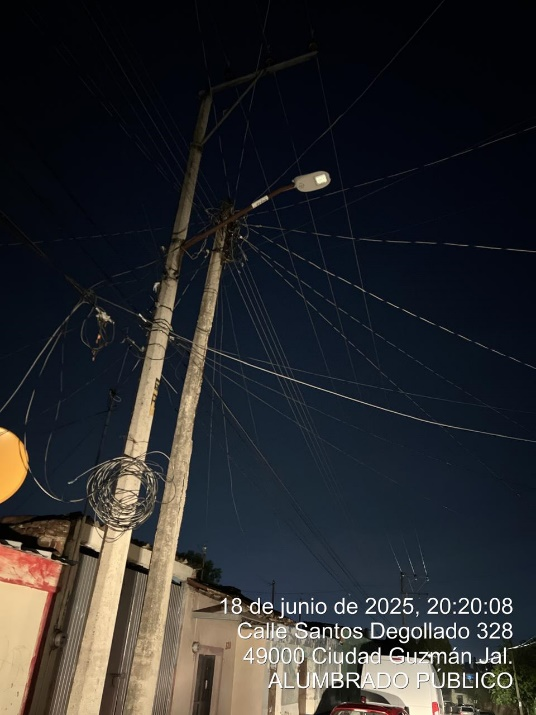 18 de junio de 2025, 20:20:08
Calle Santos Degollado 328
49000 Ciudad Guzmán Jal.
ALUMBRADO PÚBLICO